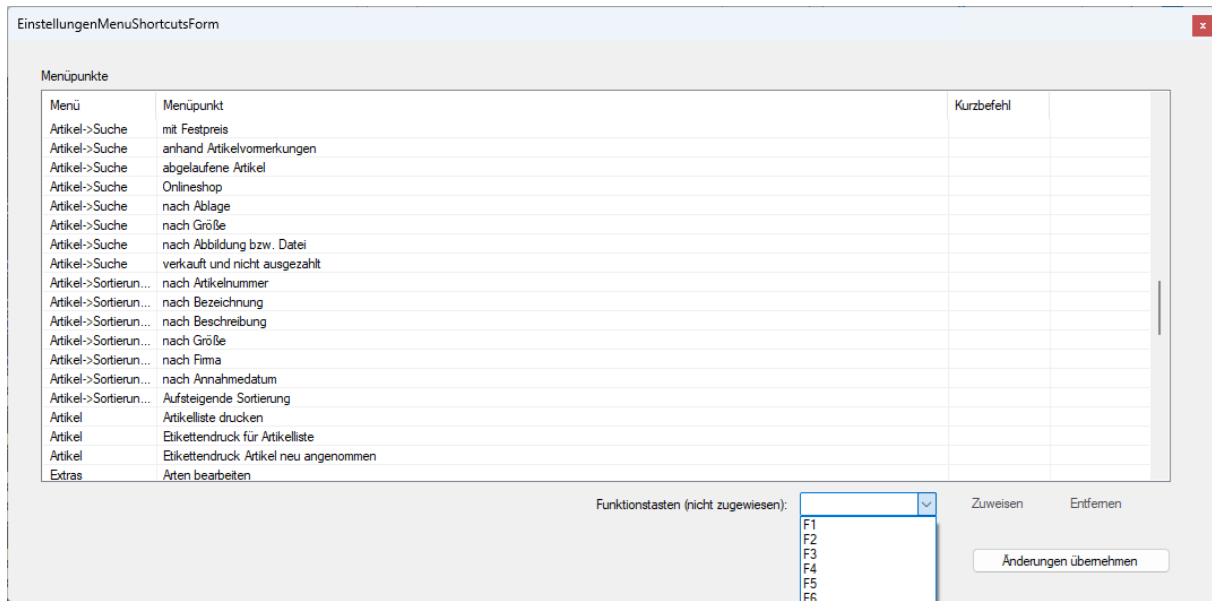 EinstellungenMenuShortcutsForm
x
Menüpunkte
Menü Menüpunkt Kurzbefehl
Artikel->Suche mit Festpreis
Artikel->Suche anhand Artikelvormerkungen
Artikel->Suche abgelaufene Artikel
Artikel->Suche Onlineshop
Artikel->Suche nach Ablage
Artikel->Suche nach Größe
Artikel->Suche nach Abbildung bzw. Datei
Artikel->Suche verkauft und nicht ausgezahlt
Artikel->Sortierun... nach Artikelnummer
Artikel->Sortierun... nach Bezeichnung
Artikel->Sortierun... nach Beschreibung
Artikel->Sortierun... nach Größe
Artikel->Sortierun... nach Firma
Artikel->Sortierun... nach Annahmedatum
Artikel->Sortierun... Aufsteigende Sortierung
Artikel Artikelliste drucken
Artikel Etikettendruck für Artikelliste
Artikel Etikettendruck Artikel neu angenommen
Extras Arten bearbeiten
Funktionstasten (nicht zugewiesen): Zuweisen Entfernen
F1
F2
F3
F4
F5
F6
Änderungen übernehmen